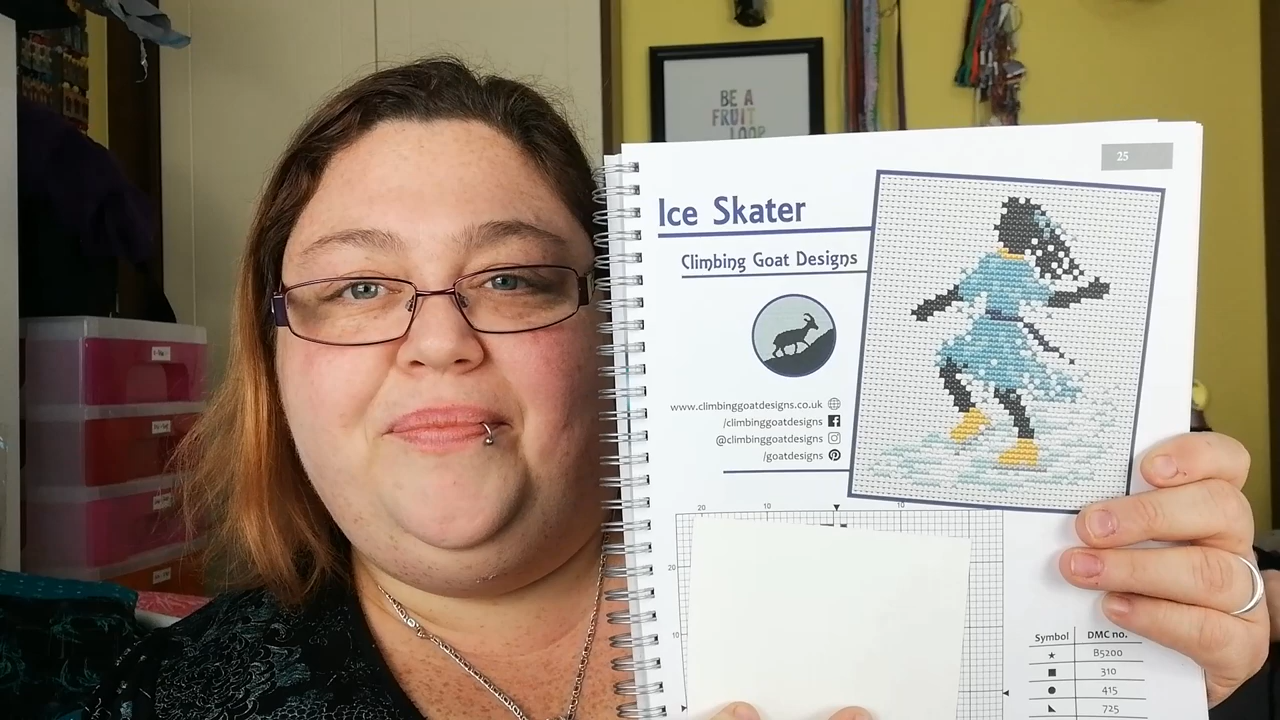 BE A
FRUIT
LOOP
25
Ice Skater
Climbing Goat Designs
www.climbinggoatdesigns.co.uk
/climbinggoatdesigns
@climbinggoatdesigns
/goatdesigns
20 10 10
20
10
Symbol DMC no.
★ B5200
■ 310
● 415
◣ 725